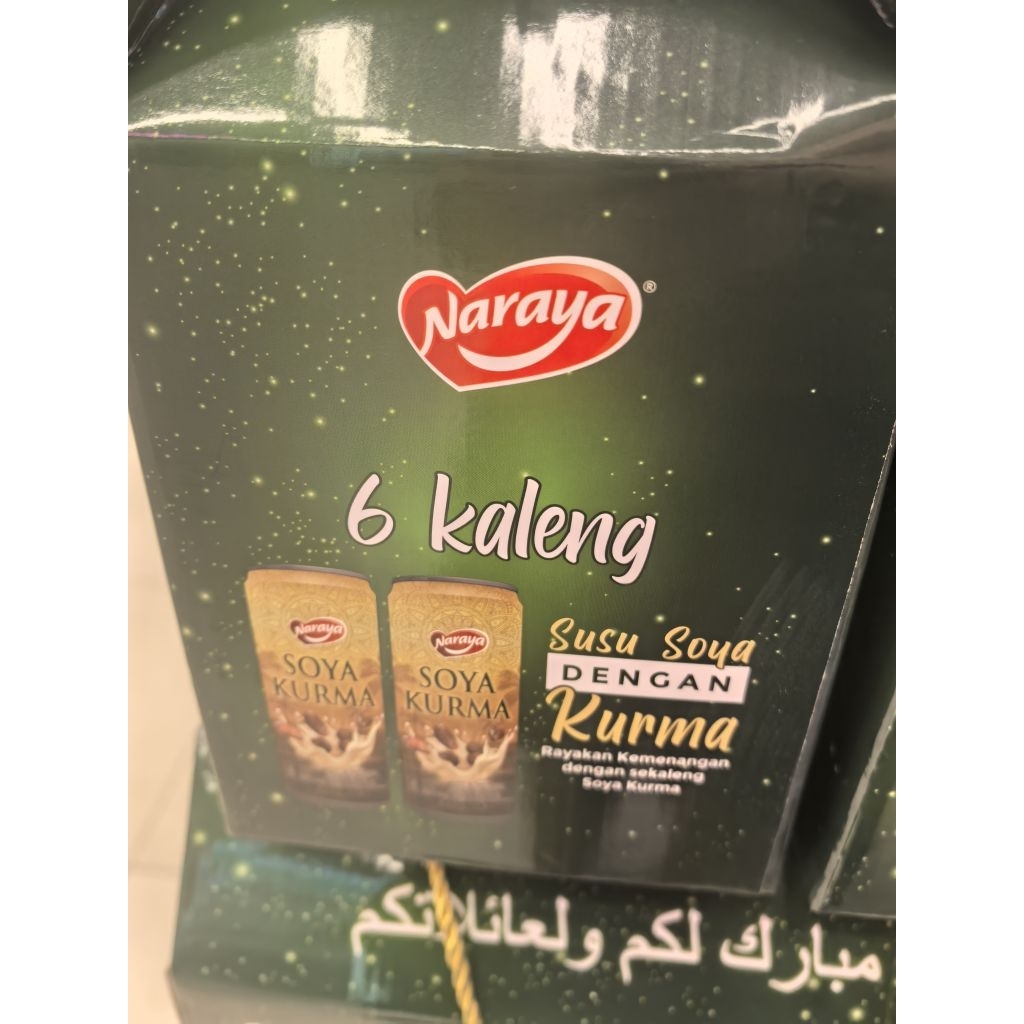 Naraya®
6 kaleng
Naraya
SOYA
KURMA
Naraya
SOYA
KURMA
Susu Soya
DENGAN
Kurma
Rayakan Kemenangan
dengan sekaleng
Soya Kurma
مبارك لكم ولعائلاتكم